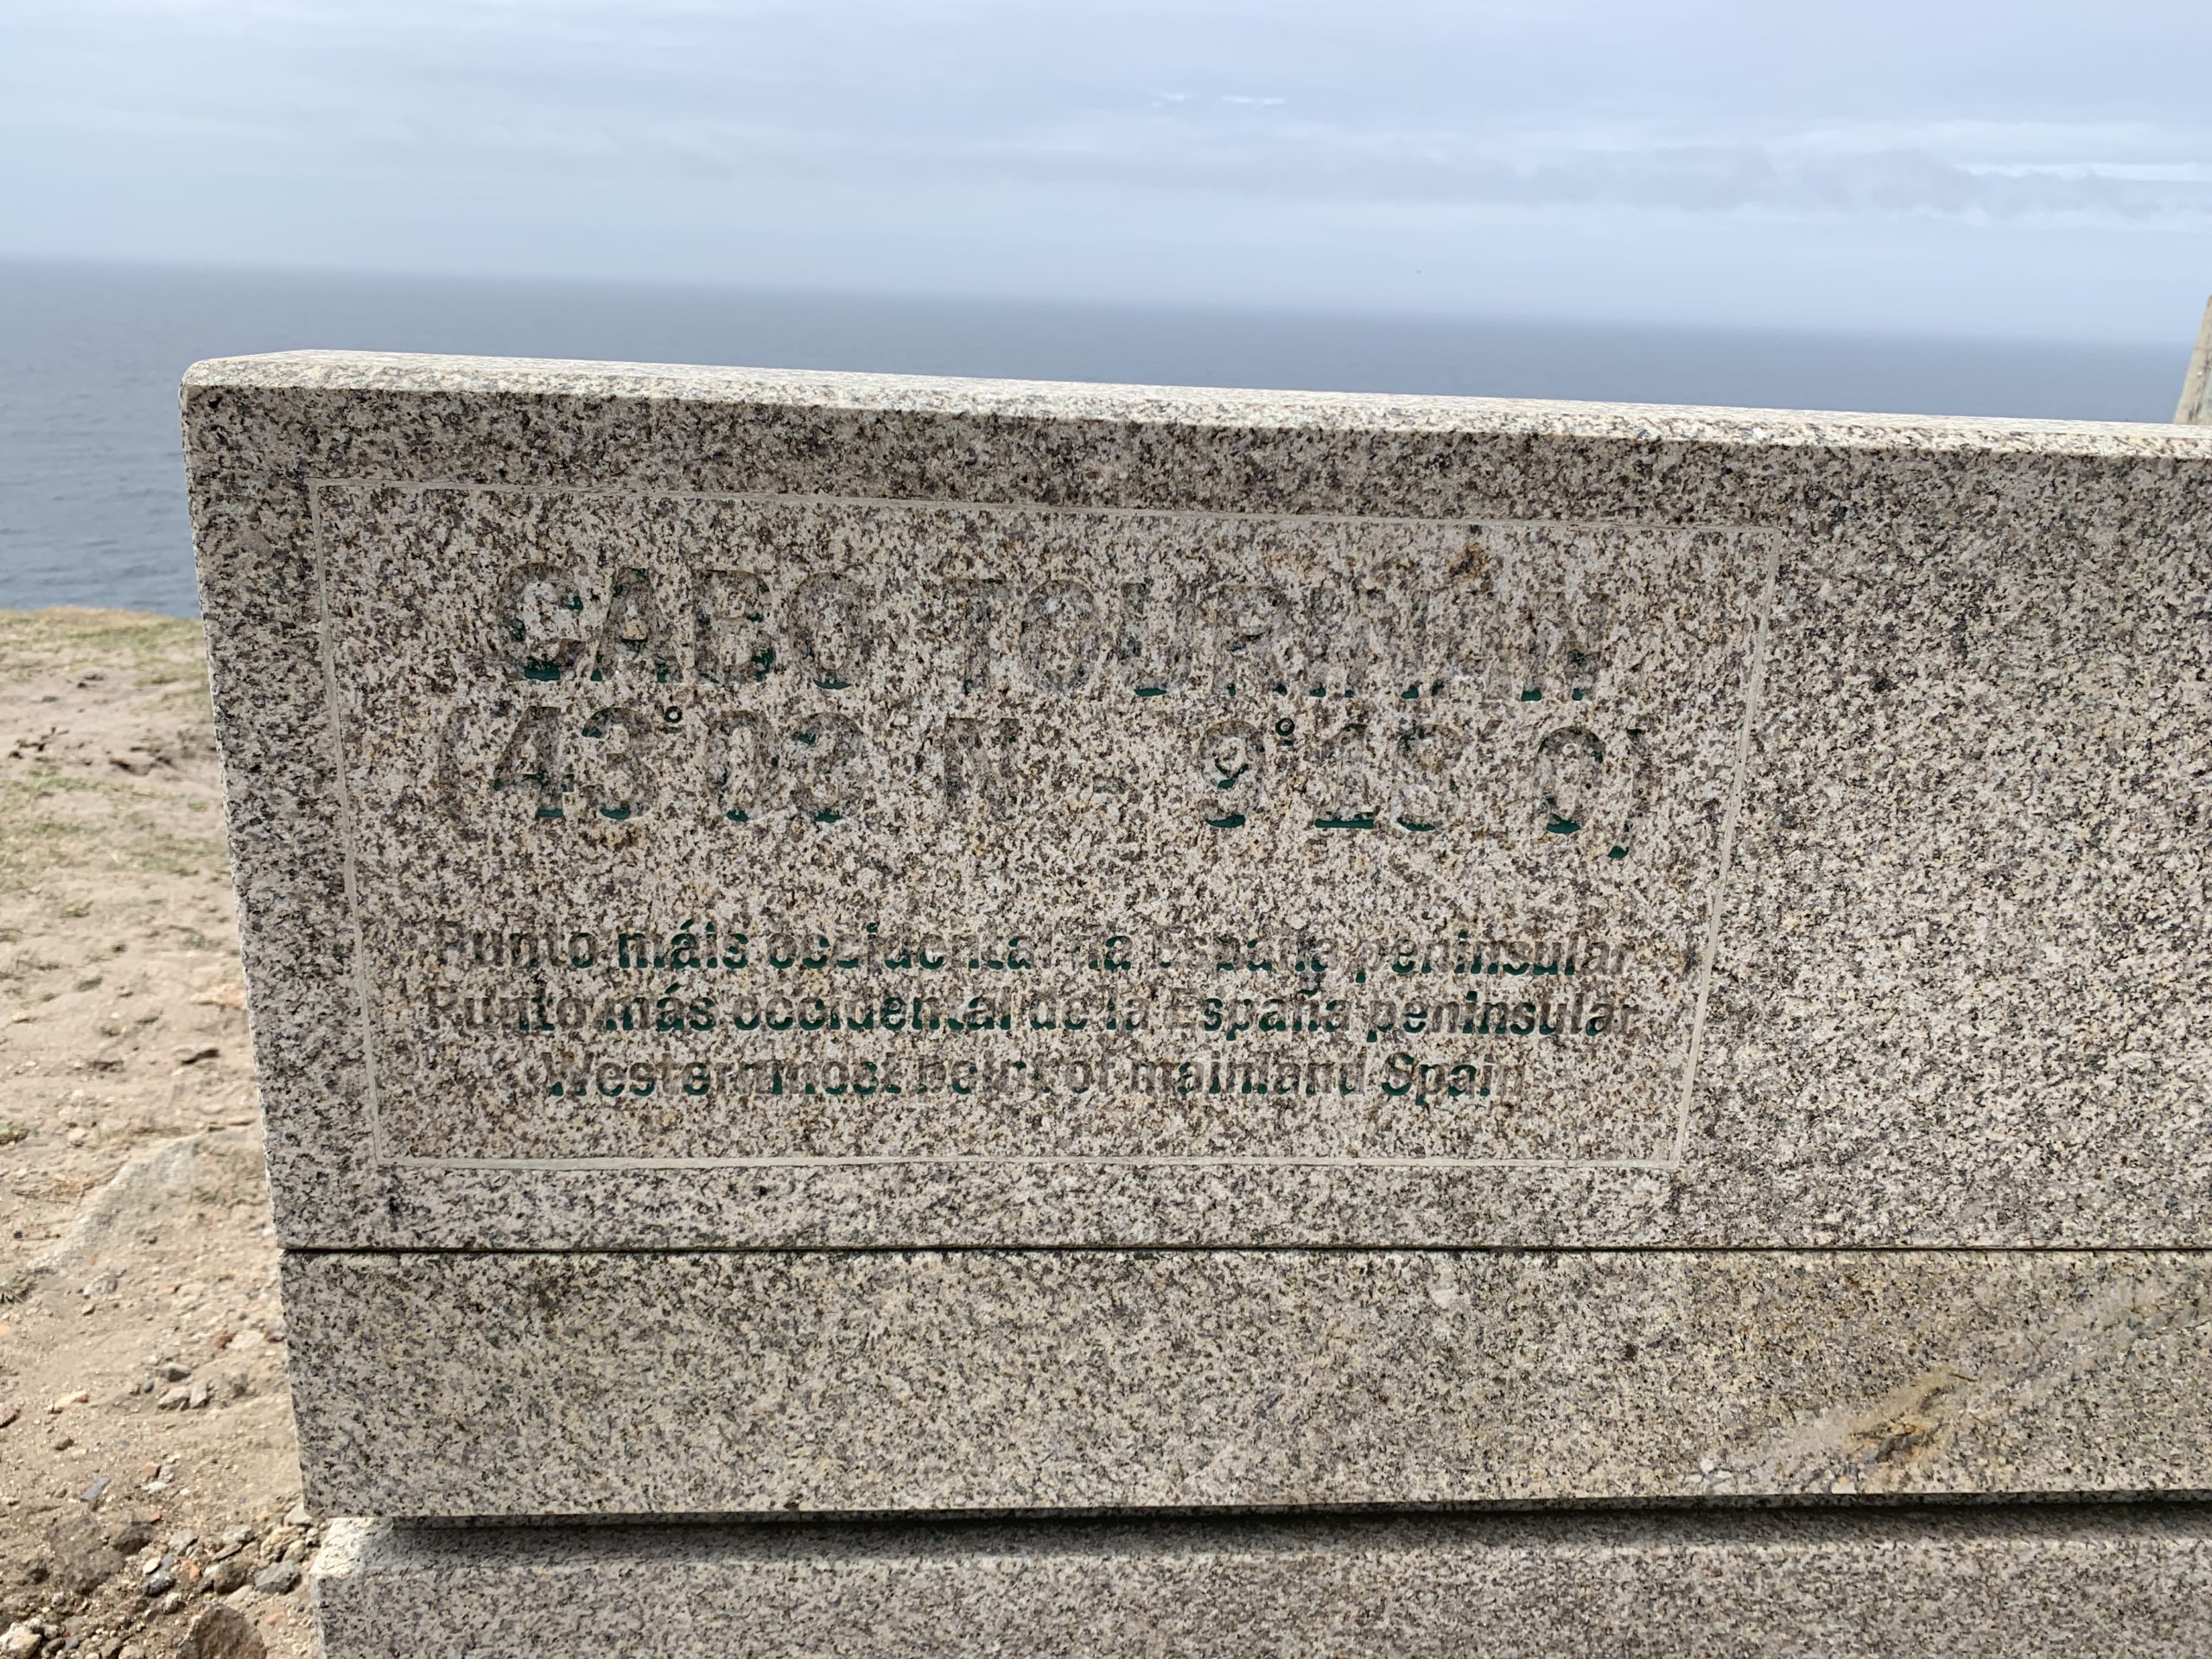 CABO TOURIÑÁN
(43°03' N - 9°18' O)
Punto máis occidental da España peninsular
Punto más occidental de la España peninsular
Westernmost point of mainland Spain